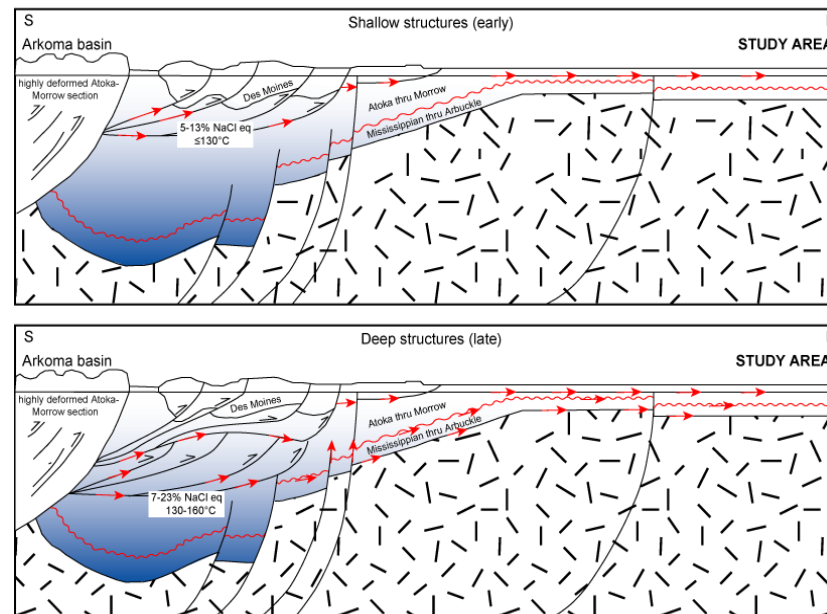 S
Shallow structures (early)
Arkoma basin
STUDY AREA
highly deformed Atoka-
Morrow section
Des Moines
Atoka thru Morrow
Mississippian thru Arbuckle
5-13% NaCl eq
≤130°C
S
Deep structures (late)
Arkoma basin
STUDY AREA
highly deformed Atoka-
Morrow section
Des Moines
Atoka thru Morrow
Mississippian thru Arbuckle
7-23% NaCl eq
130-160°C